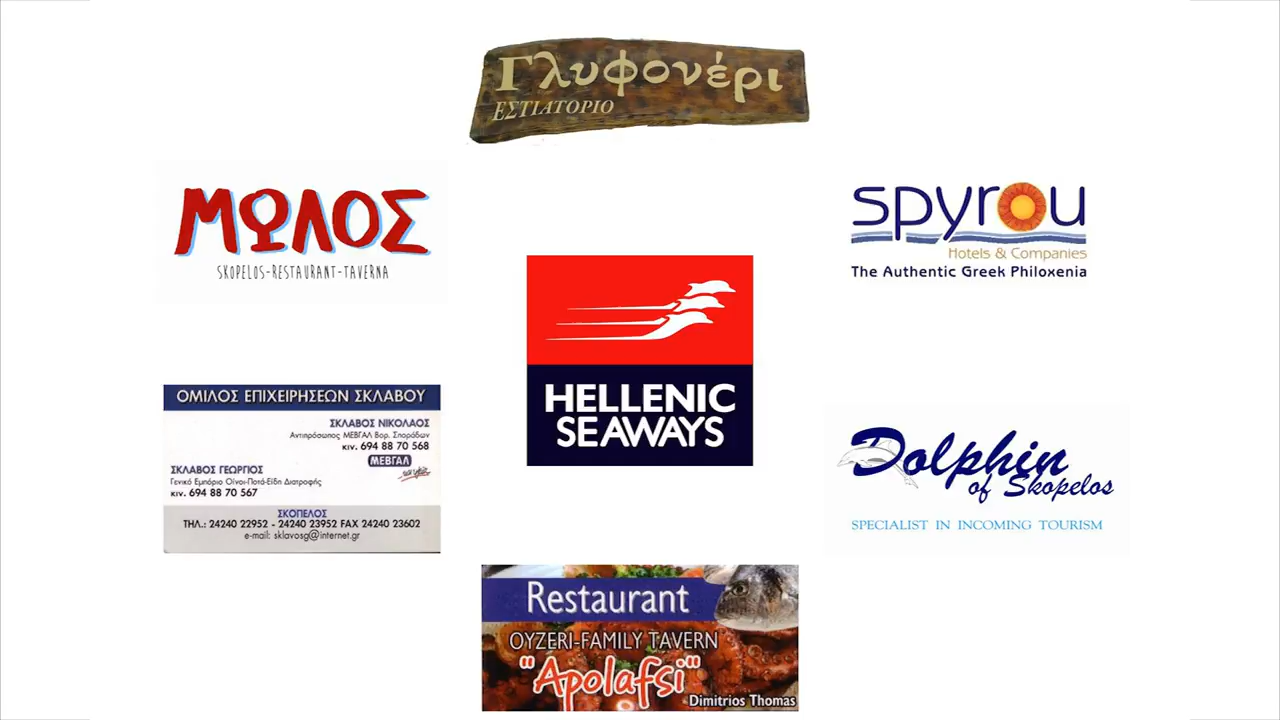 Γλυφονέρι
ΕΣΤΙΑΤΟΡΙΟ
ΜΩΛΟΣ
SKOPELOS-RESTAURANT-TAVERNA
spyrou
Hotels & Companies
The Authentic Greek Philoxenia
HELLENIC
SEAWAYS
ΟΜΙΛΟΣ ΕΠΙΧΕΙΡΗΣΕΩΝ ΣΚΛΑΒΟΥ
ΣΚΛΑΒΟΣ ΝΙΚΟΛΑΟΣ
Αντιπρόσωπος ΜΕΒΓΑΛ Βορ. Σποράδων
κιν. 694 88 70 568
ΜΕΒΓΑΛ
ΣΚΛΑΒΟΣ ΓΕΩΡΓΙΟΣ
Γενικό Εμπόριο Οίνοι-Ποτά-Είδη Διατροφής
κιν. 694 88 70 567
ΣΚΟΠΕΛΟΣ
ΤΗΛ.: 24240 22952 - 24240 23952 FAX 24240 23602
e-mail: sklavosg@internet.gr
Dolphin
of Skopelos
SPECIALIST IN INCOMING TOURISM
Restaurant
OYZERI-FAMILY TAVERN
"Apolafsi"
Dimitrios Thomas